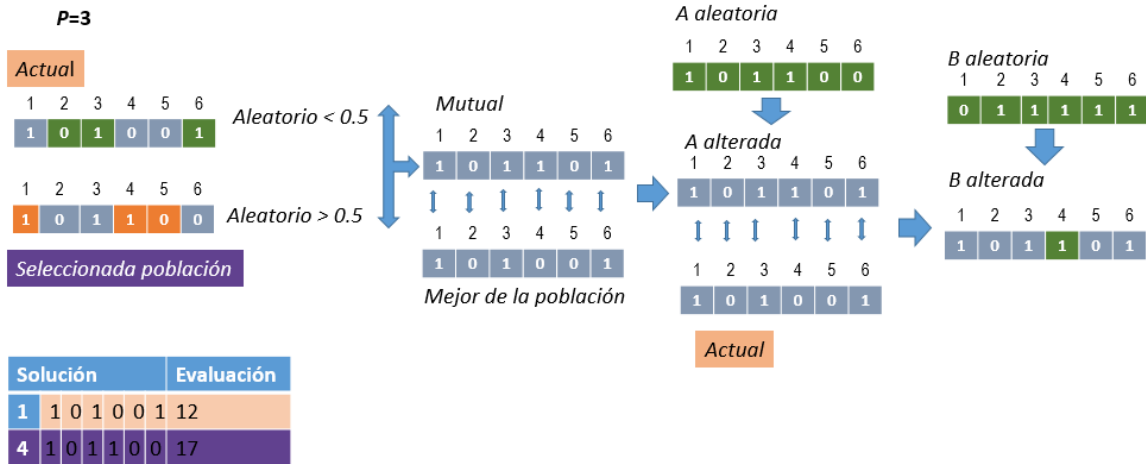 P=3
Actual
1 2 3 4 5 6
1 0 1 0 0 1
Aleatorio < 0.5
1 2 3 4 5 6
1 0 1 1 0 0
Aleatorio > 0.5
Seleccionada población
Mutual
1 2 3 4 5 6
1 0 1 1 0 1
1 2 3 4 5 6
1 0 1 0 0 1
Mejor de la población
A aleatoria
1 2 3 4 5 6
1 0 1 1 0 0
A alterada
1 2 3 4 5 6
1 0 1 1 0 1
1 2 3 4 5 6
1 0 1 0 0 1
Actual
B aleatoria
1 2 3 4 5 6
0 1 1 1 1 1
B alterada
1 2 3 4 5 6
1 0 1 1 0 1
Solución Evaluación
1 1 0 1 0 0 1 12
4 1 0 1 1 0 0 17